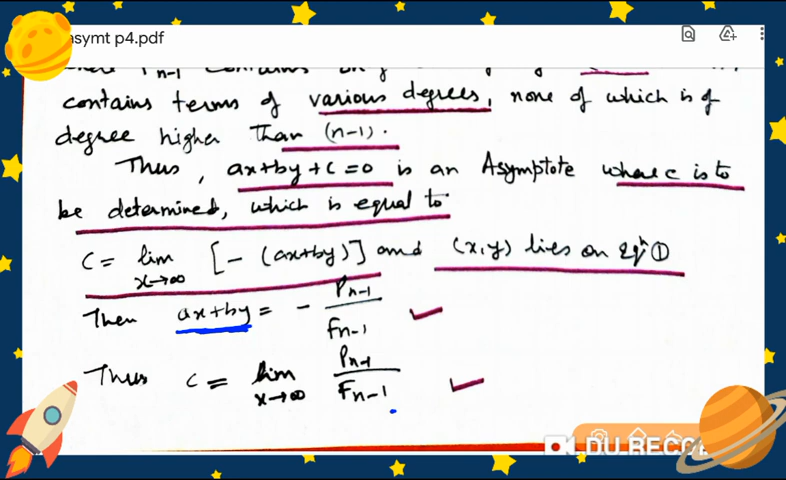 asymt p4.pdf
contains terms of various degrees, none of which is of
degree higher than (n-1).
Thus, ax+by+c=0 is an Asymptote where c is to
be determined, which is equal to
C = lim x→∞ [-(ax+by)] and (x,y) lies on eqn ①
Then ax+by = - Pn-1 / Fn-1
Thus c = lim x→∞ Pn-1 / Fn-1
DU RECO